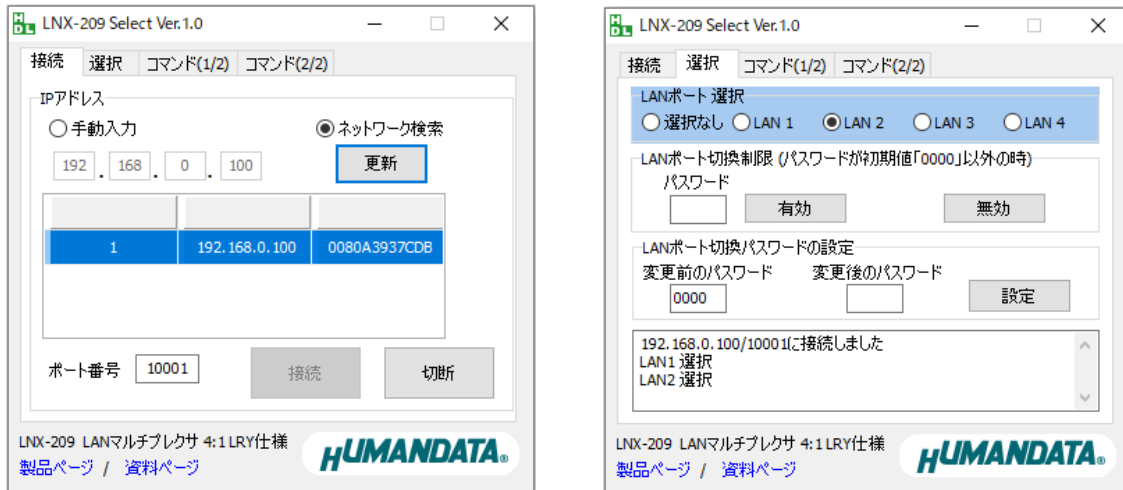 LNX-209 Select Ver.1.0
接続 選択 コマンド(1/2) コマンド(2/2)
IPアドレス
手動入力 ネットワーク検索
192 . 168 . 0 . 100 更新
1 192.168.0.100 0080A3937CDB
ポート番号 10001 接続 切断
LNX-209 LANマルチプレクサ 4:1 LRY仕様
製品ページ / 資料ページ
HUMANDATA®
LNX-209 Select Ver.1.0
接続 選択 コマンド(1/2) コマンド(2/2)
LANポート 選択
選択なし LAN 1 LAN 2 LAN 3 LAN 4
LANポート切換制限 (パスワードが初期値「0000」以外の時)
パスワード
有効 無効
LANポート切換パスワードの設定
変更前のパスワード 変更後のパスワード
0000 設定
192.168.0.100/10001に接続しました
LAN1 選択
LAN2 選択
LNX-209 LANマルチプレクサ 4:1 LRY仕様
製品ページ / 資料ページ
HUMANDATA®